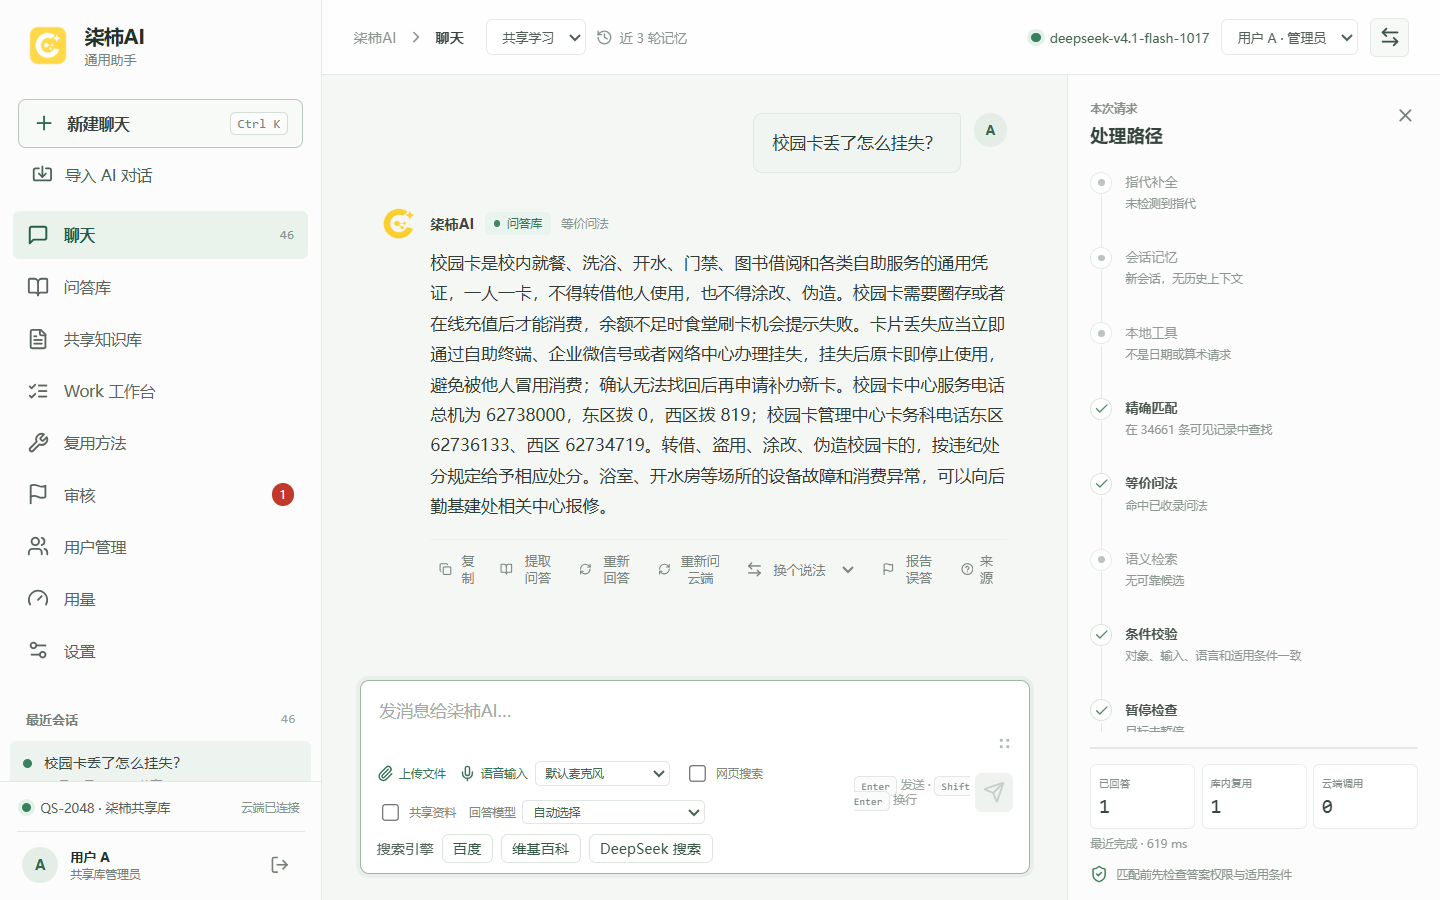 柒柿AI
通用助手
新建聊天
Ctrl K
导入 AI 对话
聊天
46
问答库
共享知识库
Work 工作台
复用方法
审核
1
用户管理
用量
设置
最近会话
46
校园卡丢了怎么挂失?
QS-2048 · 柒柿共享库
云端已连接
A
用户 A
共享库管理员
柒柿AI
聊天
共享学习
近 3 轮记忆
deepseek-v4.1-flash-1017
用户 A · 管理员
校园卡丢了怎么挂失?
A
柒柿AI
问答库
等价问法
校园卡是校内就餐、洗浴、开水、门禁、图书借阅和各类自助服务的通用凭
证，一人一卡，不得转借他人使用，也不得涂改、伪造。校园卡需要圈存或者
在线充值后才能消费，余额不足时食堂刷卡机会提示失败。卡片丢失应当立即
通过自助终端、企业微信号或者网络中心办理挂失，挂失后原卡即停止使用，
避免被他人冒用消费；确认无法找回后再申请补办新卡。校园卡中心服务电话
总机为 62738000，东区拨 0，西区拨 819；校园卡管理中心卡务科电话东区
62736133、西区 62734719。转借、盗用、涂改、伪造校园卡的，按违纪处
分规定给予相应处分。浴室、开水房等场所的设备故障和消费异常，可以向后
勤基建处相关中心报修。
复制
提取问答
重新回答
重新问云端
换个说法
报告误答
来源
发消息给柒柿AI...
上传文件
语音输入
默认麦克风
网页搜索
Enter 发送 · Shift
Enter 换行
共享资料
回答模型
自动选择
搜索引擎
百度
维基百科
DeepSeek 搜索
本次请求
处理路径
指代补全
未检测到指代
会话记忆
新会话，无历史上下文
本地工具
不是日期或算术请求
精确匹配
在 34661 条可见记录中查找
等价问法
命中已收录问法
语义检索
无可靠候选
条件校验
对象、输入、语言和适用条件一致
暂停检查
目标未暂停
已回答
1
库内复用
1
云端调用
0
最近完成 · 619 ms
匹配前先检查答案权限与适用条件